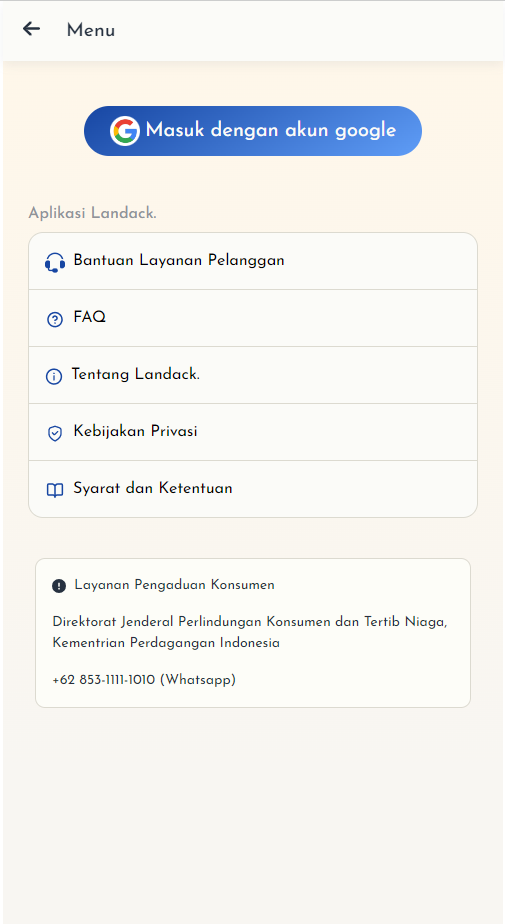 Menu
Masuk dengan akun google
Aplikasi Landack.
Bantuan Layanan Pelanggan
FAQ
Tentang Landack.
Kebijakan Privasi
Syarat dan Ketentuan
Layanan Pengaduan Konsumen
Direktorat Jenderal Perlindungan Konsumen dan Tertib Niaga,
Kementrian Perdagangan Indonesia
+62 853-1111-1010 (Whatsapp)